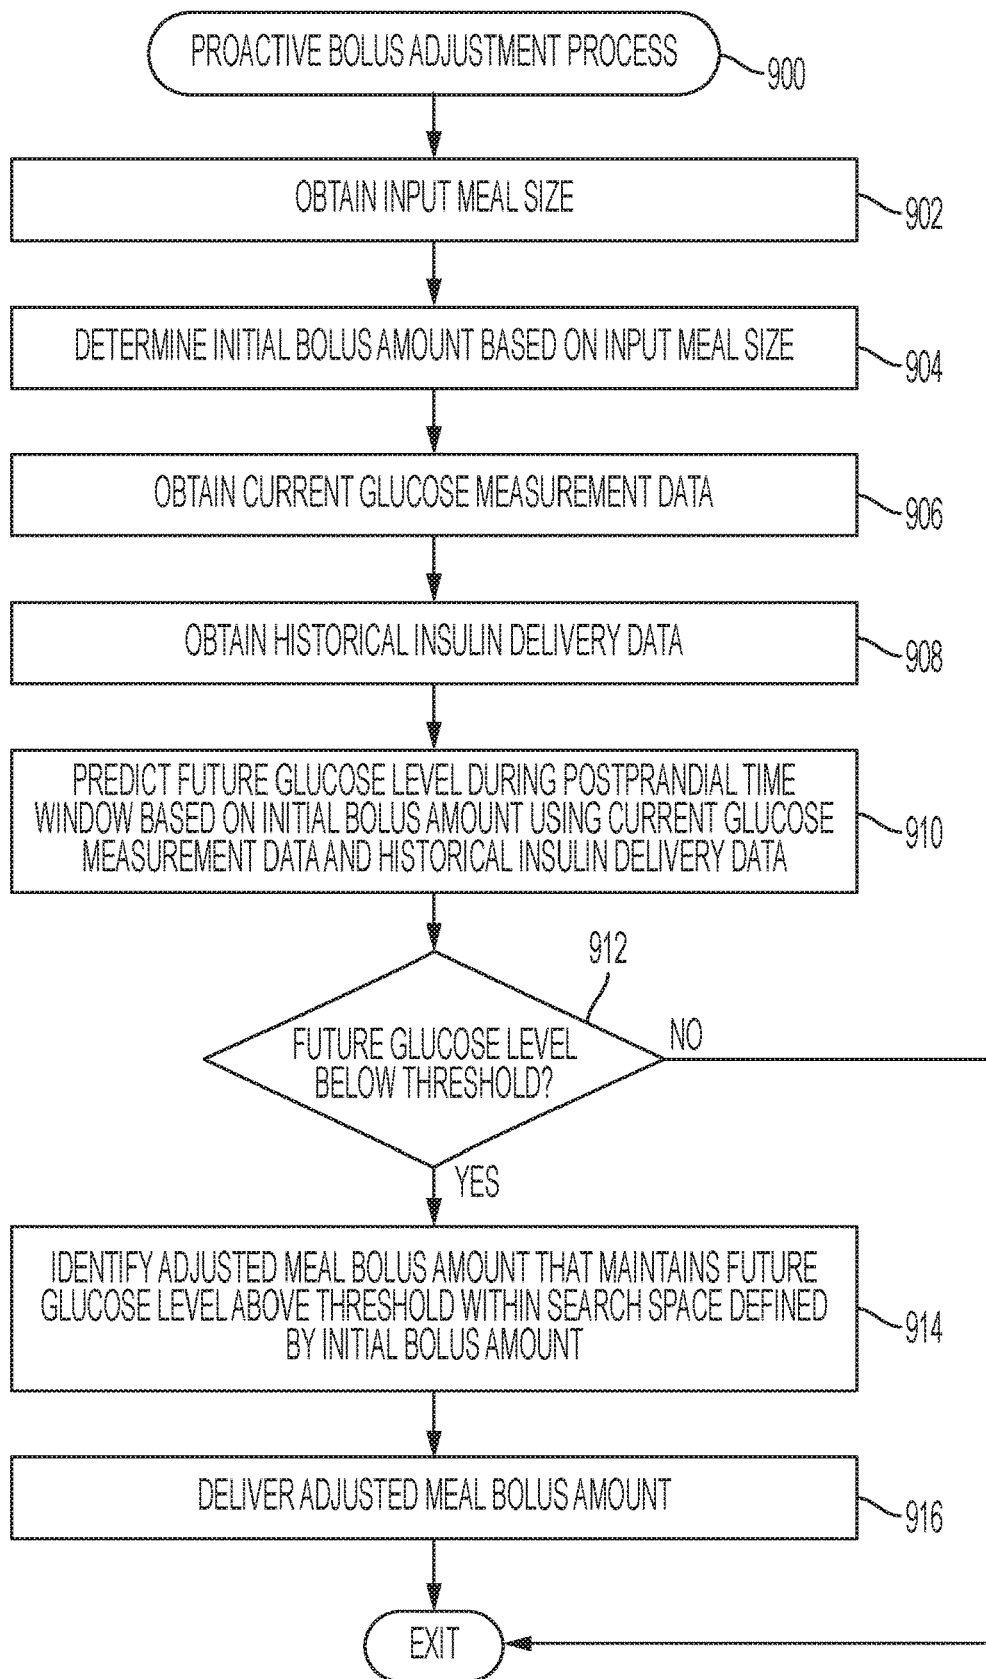 PROACTIVE BOLUS ADJUSTMENT PROCESS
900
OBTAIN INPUT MEAL SIZE
902
DETERMINE INITIAL BOLUS AMOUNT BASED ON INPUT MEAL SIZE
904
OBTAIN CURRENT GLUCOSE MEASUREMENT DATA
906
OBTAIN HISTORICAL INSULIN DELIVERY DATA
908
PREDICT FUTURE GLUCOSE LEVEL DURING POSTPRANDIAL TIME
WINDOW BASED ON INITIAL BOLUS AMOUNT USING CURRENT GLUCOSE
MEASUREMENT DATA AND HISTORICAL INSULIN DELIVERY DATA
910
912
FUTURE GLUCOSE LEVEL
BELOW THRESHOLD?
NO
YES
IDENTIFY ADJUSTED MEAL BOLUS AMOUNT THAT MAINTAINS FUTURE
GLUCOSE LEVEL ABOVE THRESHOLD WITHIN SEARCH SPACE DEFINED
BY INITIAL BOLUS AMOUNT
914
DELIVER ADJUSTED MEAL BOLUS AMOUNT
916
EXIT